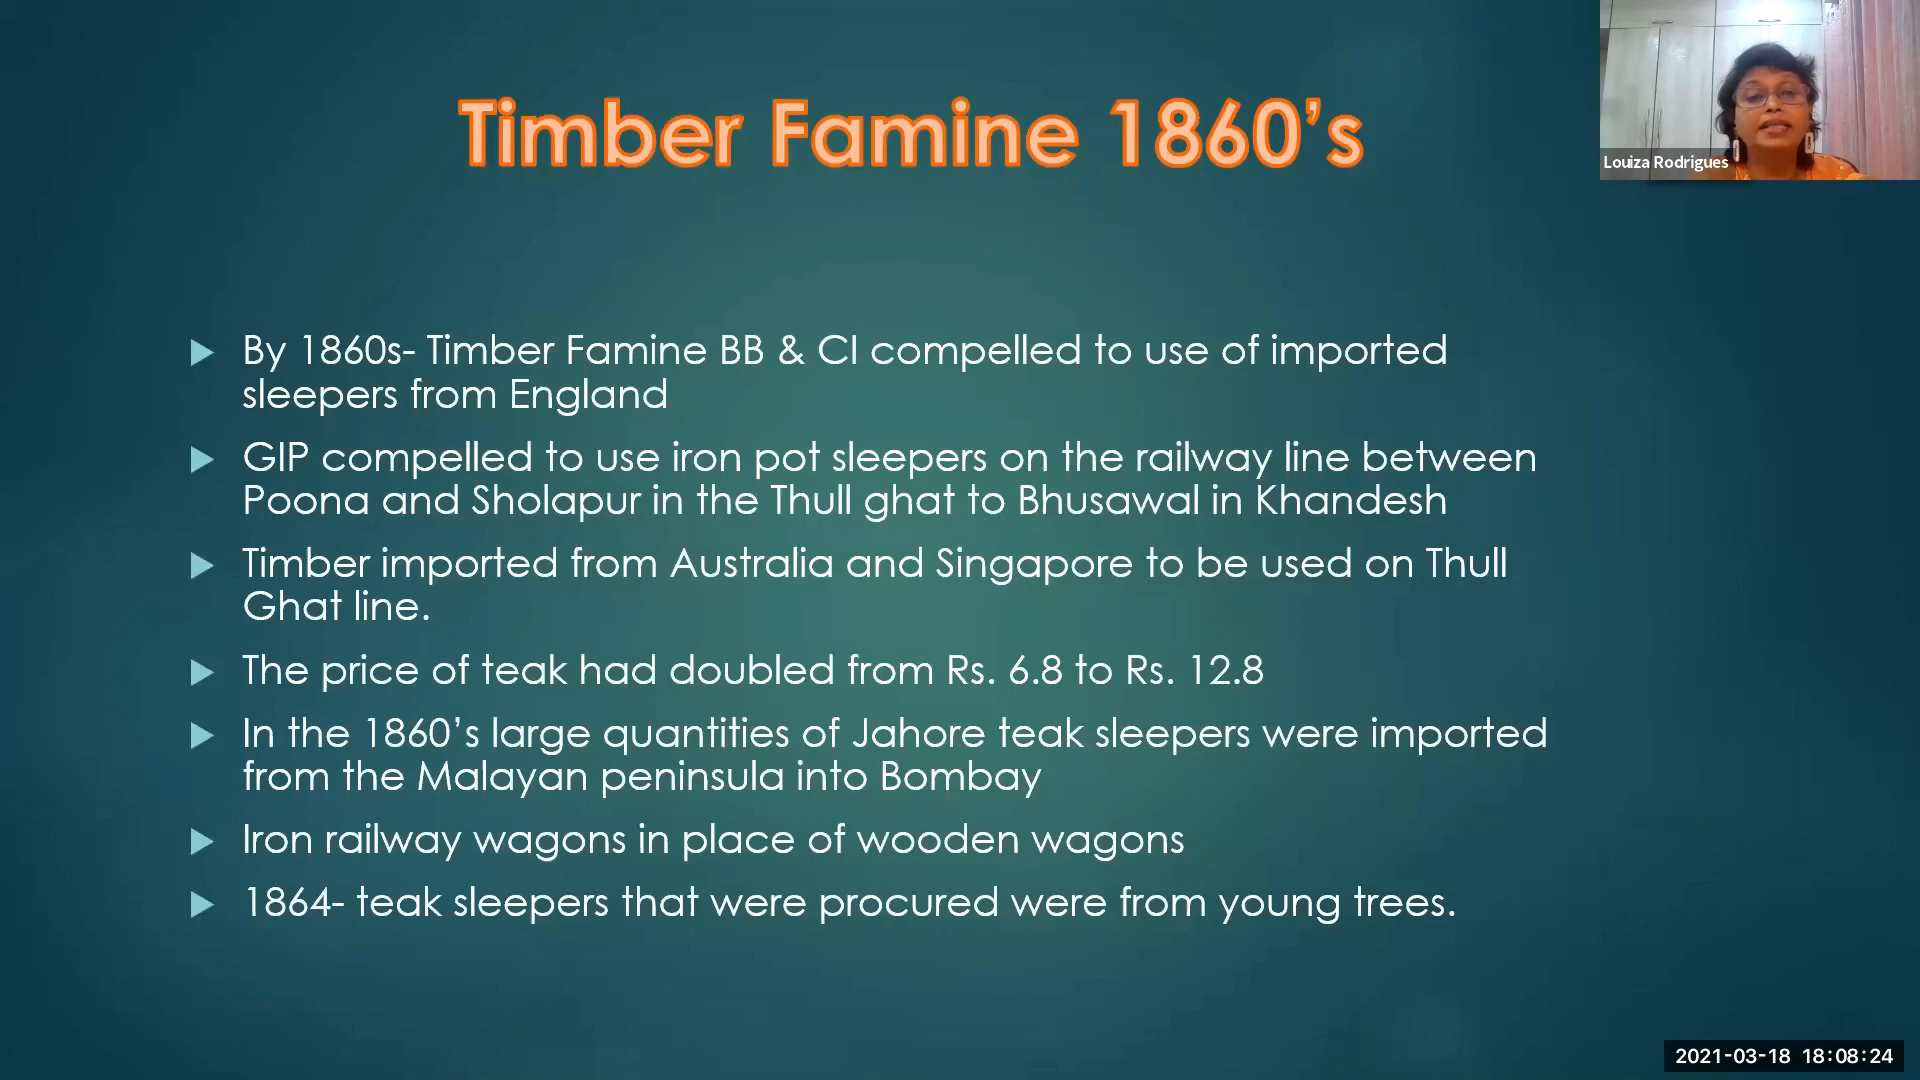 Timber Famine 1860’s
Louiza Rodrigues
By 1860s- Timber Famine BB & CI compelled to use of imported
sleepers from England
GIP compelled to use iron pot sleepers on the railway line between
Poona and Sholapur in the Thull ghat to Bhusawal in Khandesh
Timber imported from Australia and Singapore to be used on Thull
Ghat line.
The price of teak had doubled from Rs. 6.8 to Rs. 12.8
In the 1860’s large quantities of Jahore teak sleepers were imported
from the Malayan peninsula into Bombay
Iron railway wagons in place of wooden wagons
1864- teak sleepers that were procured were from young trees.
2021-03-18 18:08:24